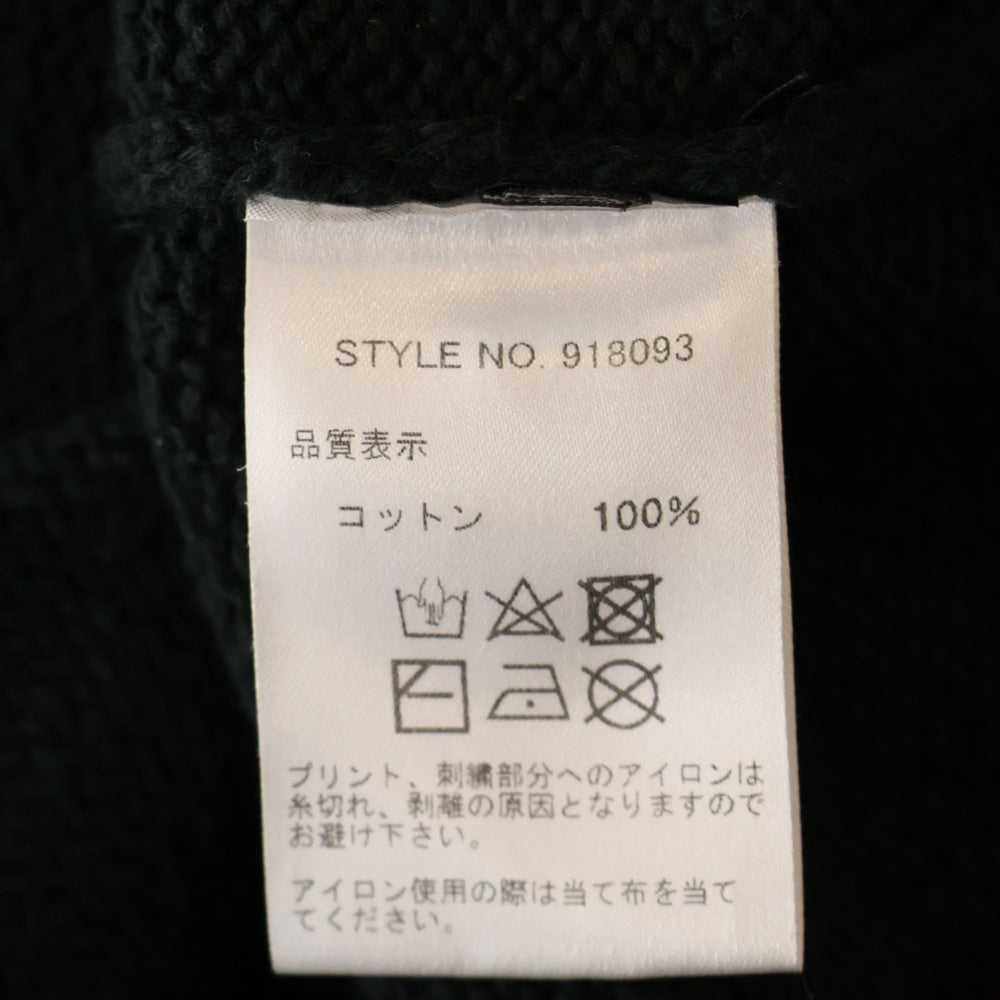 STYLE NO. 918093
品質表示
コットン 100%
プリント、刺繍部分へのアイロンは
糸切れ、剥離の原因となりますので
お避け下さい。
アイロン使用の際は当て布を当て
てください。